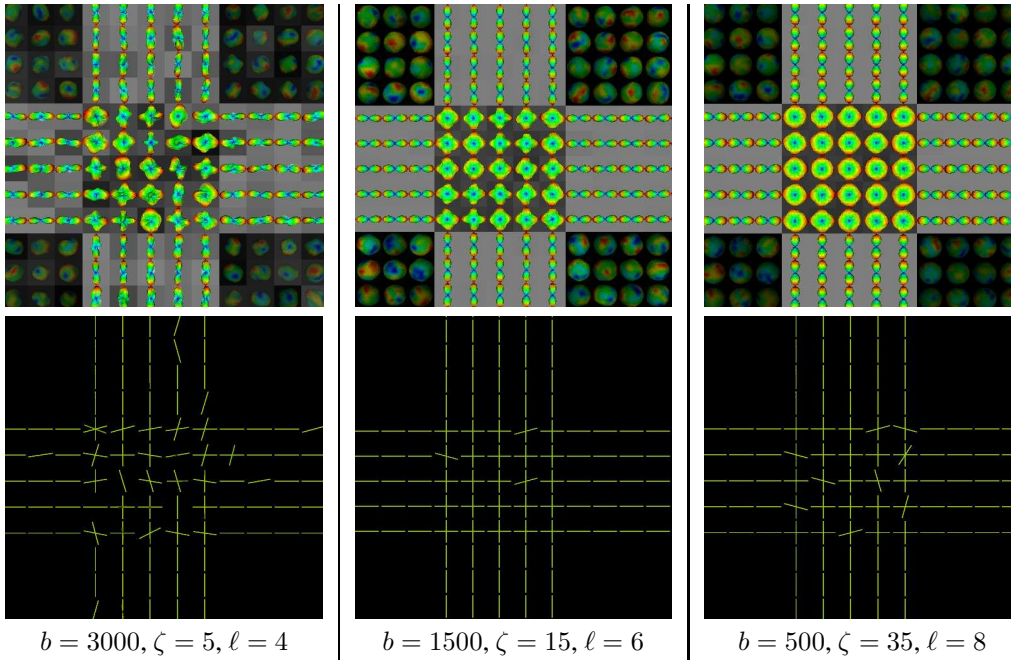 b = 3000, ζ = 5, ℓ = 4
b = 1500, ζ = 15, ℓ = 6
b = 500, ζ = 35, ℓ = 8